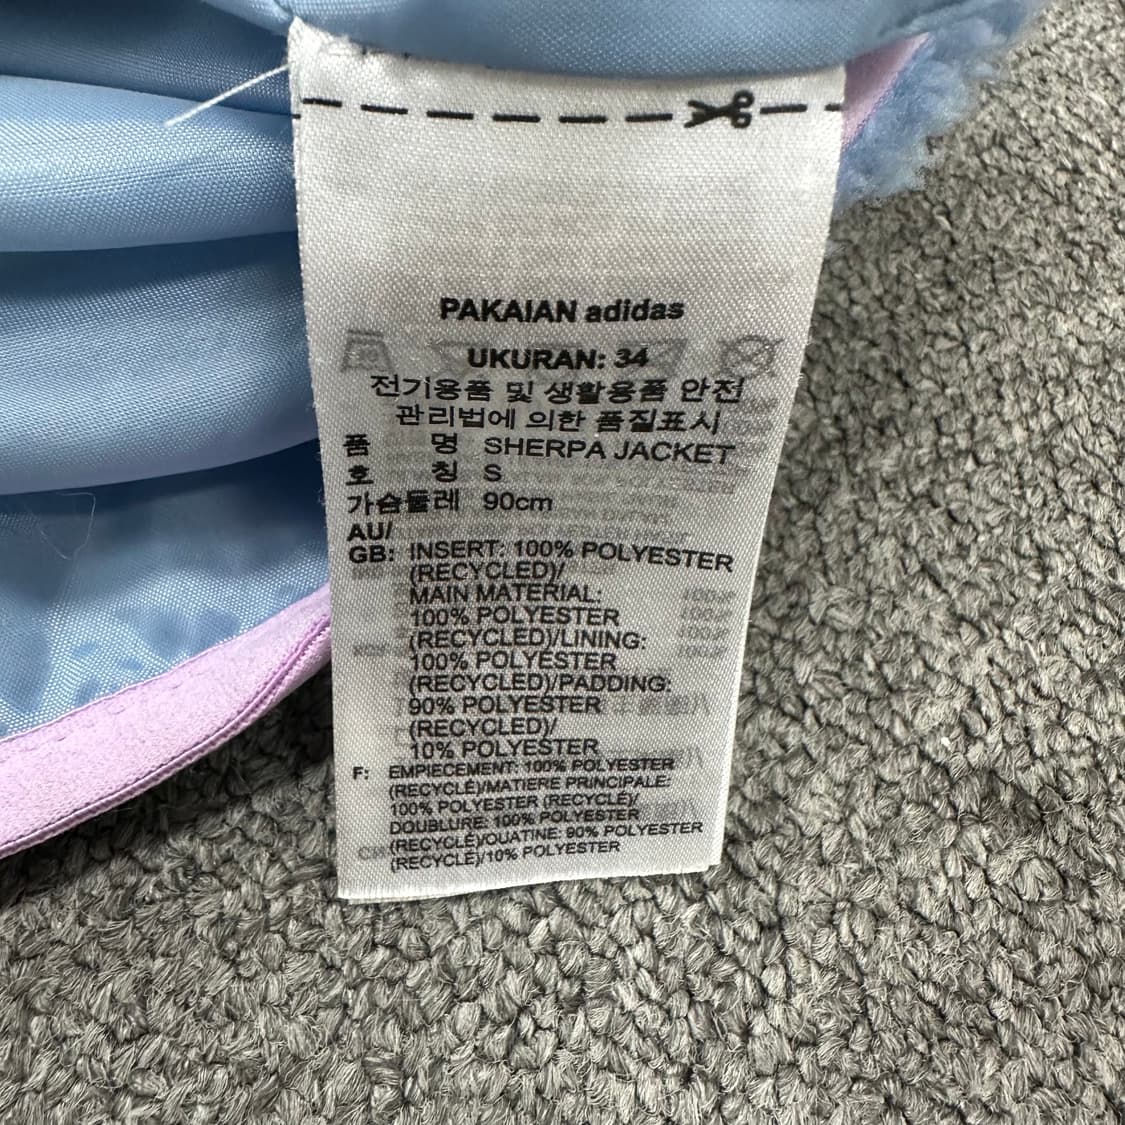 PAKAIAN adidas
UKURAN: 34
전기용품 및 생활용품 안전
관리법에 의한 품질표시
품 명 SHERPA JACKET
호 칭 S
가슴둘레 90cm
AU/
GB: INSERT: 100% POLYESTER
(RECYCLED)/
MAIN MATERIAL:
100% POLYESTER
(RECYCLED)/LINING:
100% POLYESTER
(RECYCLED)/PADDING:
90% POLYESTER
(RECYCLED)/
10% POLYESTER
F: EMPIECEMENT: 100% POLYESTER
(RECYCLÉ)/MATIERE PRINCIPALE:
100% POLYESTER (RECYCLÉ)/
DOUBLURE: 100% POLYESTER
(RECYCLÉ)/OUATINE: 90% POLYESTER
(RECYCLÉ)/10% POLYESTER